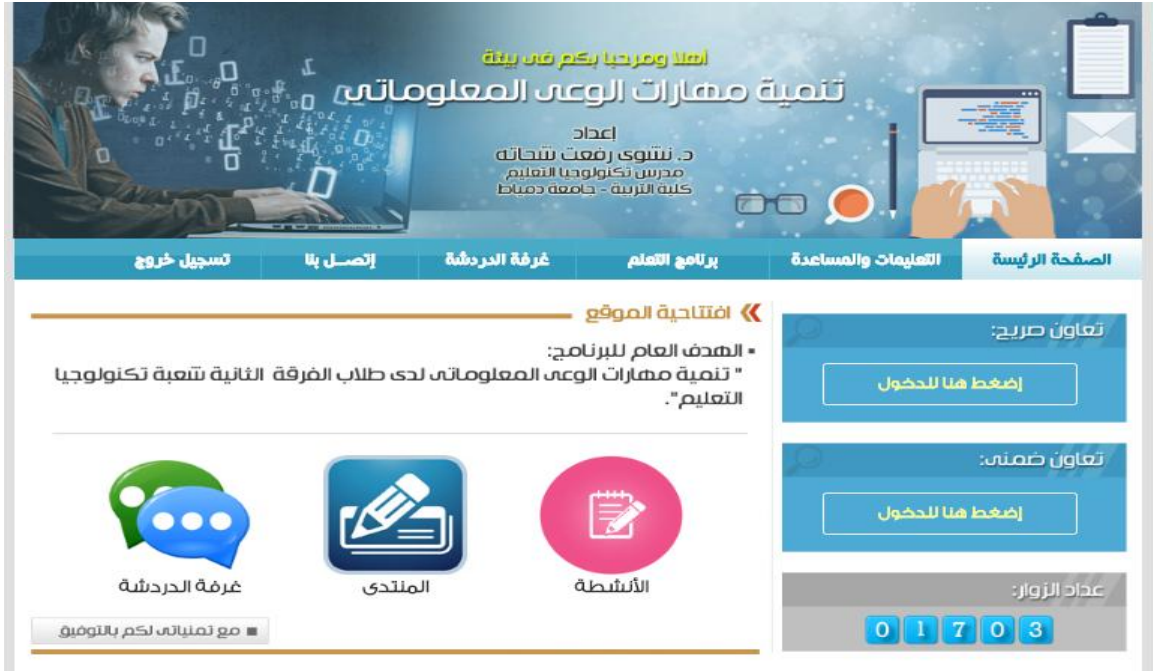 أهلا ومرحبا بكم فى بيئة
تنمية مهارات الوعى المعلوماتى
إعداد
د. نشوى رفعت شحاته
مدرس تكنولوجيا التعليم
كلية التربية - جامعة دمياط
الصفحة الرئيسة
التعليمات والمساعدة
برنامج التعلم
غرفة الدردشة
إتصــل بنا
تسجيل خروج
تعاون صريح:
إضغط هنا للدخول
تعاون ضمنى:
إضغط هنا للدخول
عداد الزوار:
0 1 7 0 3
افتتاحية الموقع
▪ الهدف العام للبرنامج:
" تنمية مهارات الوعى المعلوماتى لدى طلاب الفرقة الثانية شعبة تكنولوجيا
التعليم".
الأنشطة
المنتدى
غرفة الدردشة
■ مع تمنياتى لكم بالتوفيق